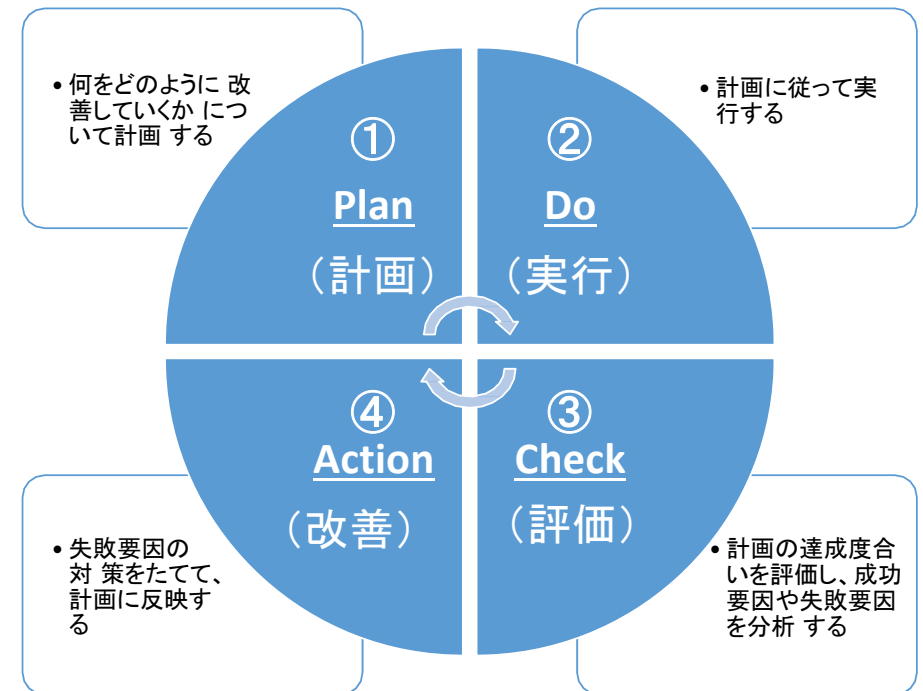 • 何をどのように 改
善していくか につ
いて計画 する
①
Plan
（計画）
• 計画に従って実
行する
②
Do
（実行）
③
Check
（評価）
• 計画の達成度合
いを評価し、成功
要因や失敗要因
を分析 する
④
Action
（改善）
• 失敗要因の
対 策をたてて、
計画に反映す
る